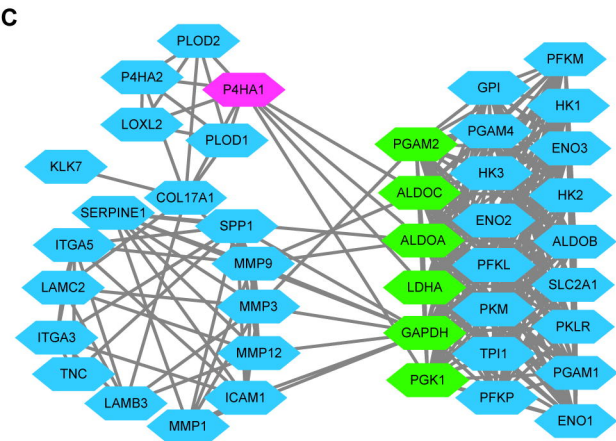 C
PLOD2
P4HA2
P4HA1
LOXL2
PLOD1
KLK7
COL17A1
SERPINE1
SPP1
ITGA5
MMP9
LAMC2
MMP3
ITGA3
MMP12
TNC
ICAM1
LAMB3
MMP1
PGAM2
ALDOC
ALDOA
LDHA
GAPDH
PGK1
GPI
PGAM4
HK3
ENO2
PFKL
PKM
TPI1
PFKP
PFKM
HK1
ENO3
HK2
ALDOB
SLC2A1
PKLR
PGAM1
ENO1